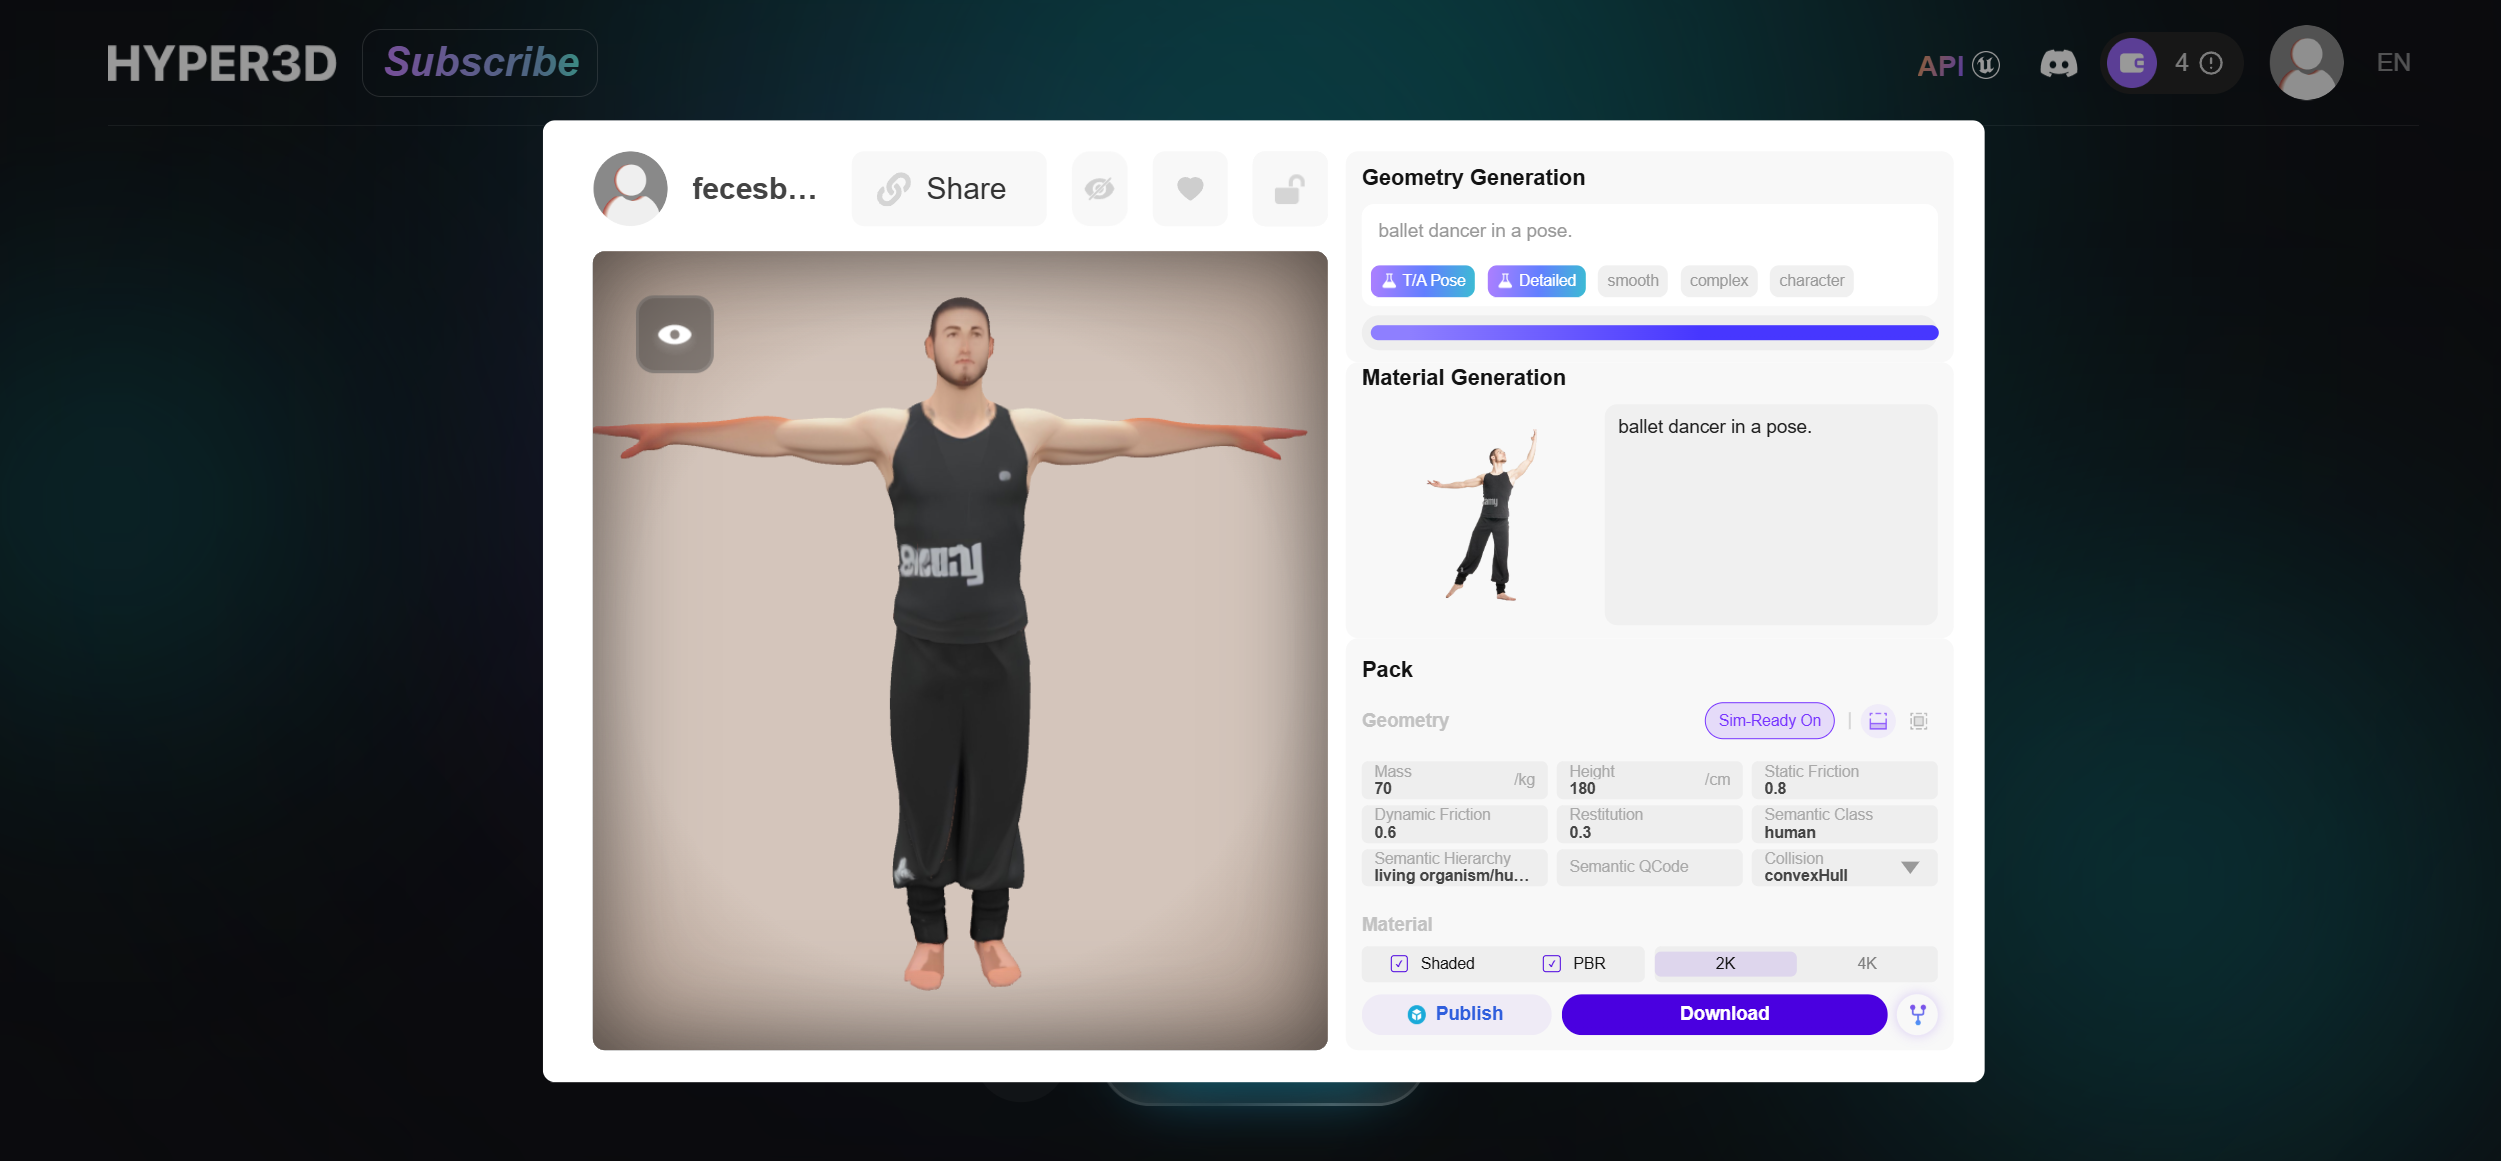 HYPER3D
Subscribe
API
4
EN
fecesb...
Share
Geometry Generation
ballet dancer in a pose.
T/A Pose
Detailed
smooth
complex
character
Material Generation
ballet dancer in a pose.
Pack
Geometry
Sim-Ready On
Mass
70
/kg
Height
180
/cm
Static Friction
0.8
Dynamic Friction
0.6
Restitution
0.3
Semantic Class
human
Semantic Hierarchy
living organism/hu...
Semantic QCode
Collision
convexHull
Material
Shaded
PBR
2K
4K
Publish
Download